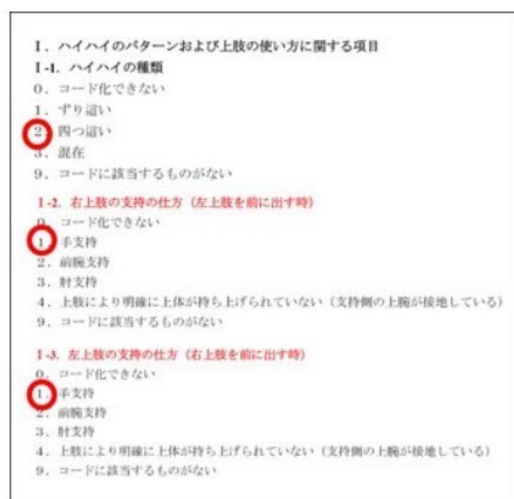 Ⅰ．ハイハイのパターンおよび上肢の使い方に関する項目
Ⅰ-1．ハイハイの種類
0．コード化できない
1．ずり這い
2．四つ這い
3．混在
9．コードに該当するものがない
Ⅰ-2．右上肢の支持の仕方（左上肢を前に出す時）
0．コード化できない
1．手支持
2．前腕支持
3．肘支持
4．上肢により明確に上体が持ち上げられていない（支持側の上腕が接地している）
9．コードに該当するものがない
Ⅰ-3．左上肢の支持の仕方（右上肢を前に出す時）
0．コード化できない
1．手支持
2．前腕支持
3．肘支持
4．上肢により明確に上体が持ち上げられていない（支持側の上腕が接地している）
9．コードに該当するものがない